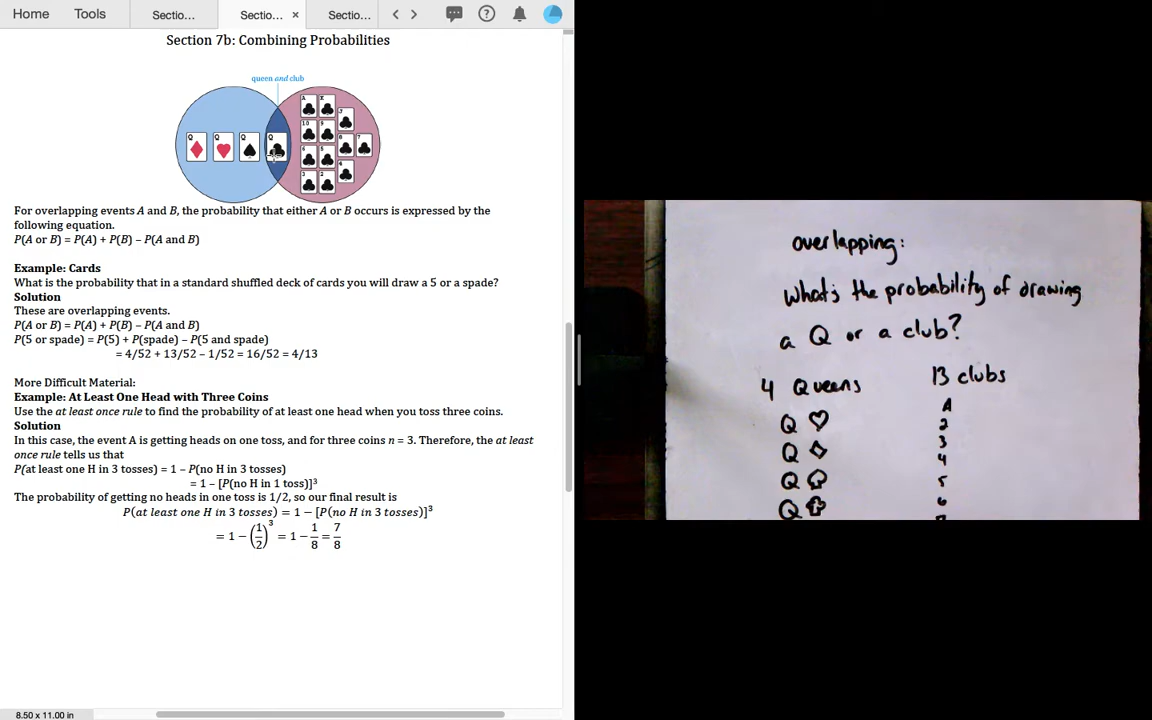 Home Tools Sectio... Sectio... × Sectio...
Section 7b: Combining Probabilities
queen and club
For overlapping events A and B, the probability that either A or B occurs is expressed by the
following equation.
P(A or B) = P(A) + P(B) – P(A and B)
Example: Cards
What is the probability that in a standard shuffled deck of cards you will draw a 5 or a spade?
Solution
These are overlapping events.
P(A or B) = P(A) + P(B) – P(A and B)
P(5 or spade) = P(5) + P(spade) – P(5 and spade)
= 4/52 + 13/52 – 1/52 = 16/52 = 4/13
More Difficult Material:
Example: At Least One Head with Three Coins
Use the at least once rule to find the probability of at least one head when you toss three coins.
Solution
In this case, the event A is getting heads on one toss, and for three coins n = 3. Therefore, the at least
once rule tells us that
P(at least one H in 3 tosses) = 1 – P(no H in 3 tosses)
= 1 – [P(no H in 1 toss)]³
The probability of getting no heads in one toss is 1/2, so our final result is
P(at least one H in 3 tosses) = 1 − [P(no H in 3 tosses)]³
= 1 − (1/2)³ = 1 − 1/8 = 7/8
8.50 x 11.00 in
overlapping:
What's the probability of drawing
a Q or a club?
4 Queens
Q ♡
Q ◇
Q ♤
Q ♧
13 clubs
A
2
3
4
5
6